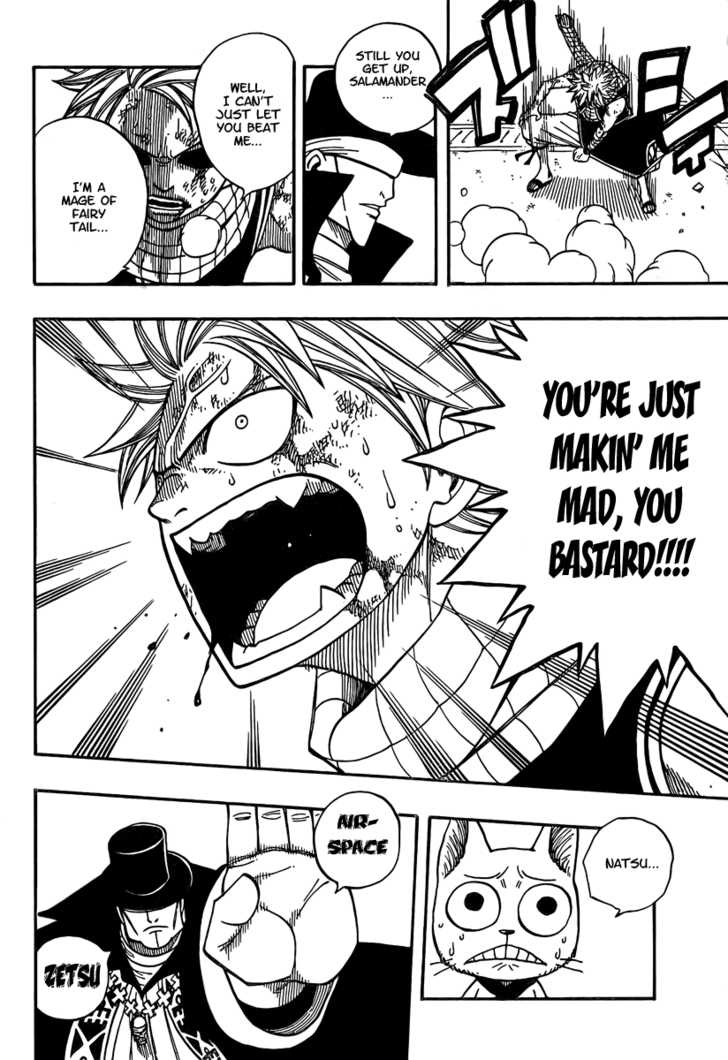 STILL YOU
GET UP,
SALAMANDER
...
WELL,
I CAN'T
JUST LET
YOU BEAT
ME...
I'M A
MAGE OF
FAIRY
TAIL...
YOU'RE JUST
MAKIN' ME
MAD, YOU
BASTARD!!!!
NATSU...
AIR-
SPACE
ZETSU